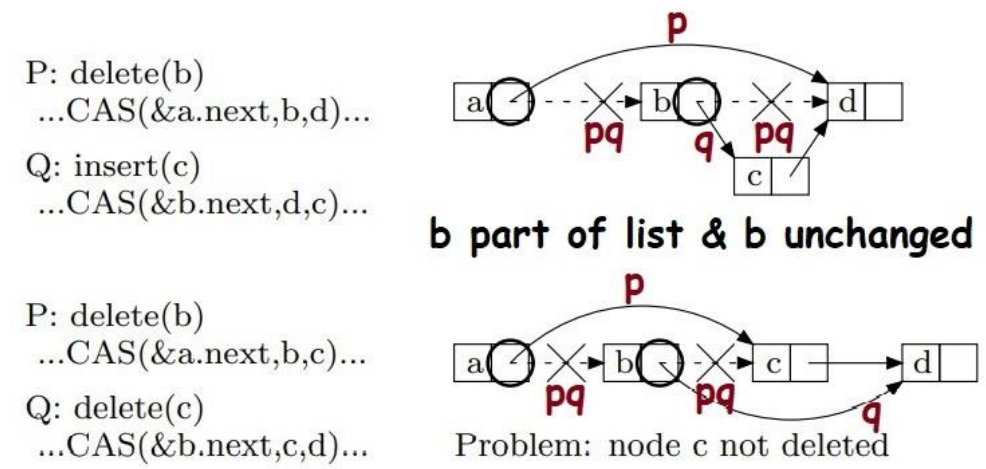 P: delete(b)
...CAS(&a.next,b,d)...
Q: insert(c)
...CAS(&b.next,d,c)...
p
a b d
pq q pq
c
b part of list & b unchanged
P: delete(b)
...CAS(&a.next,b,c)...
Q: delete(c)
...CAS(&b.next,c,d)...
p
a b c d
pq pq q
Problem: node c not deleted